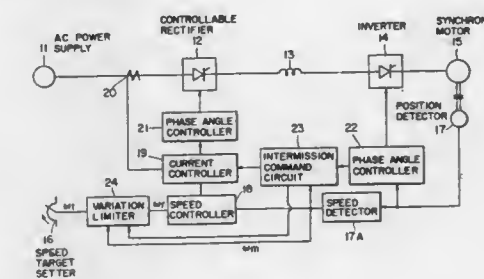 CONTROLLABLE
RECTIFIER
12
AC POWER
SUPPLY
11
13
INVERTER
14
SYNCHRON
MOTOR
15
20
POSITION
DETECTOR
17
21
PHASE ANGLE
CONTROLLER
19
CURRENT
CONTROLLER
23
INTERMISSION
COMMAND
CIRCUIT
22
PHASE ANGLE
CONTROLLER
24
VARIATION
LIMITER
SPEED
CONTROLLER
18
SPEED
DETECTOR
17A
16
SPEED
TARGET
SETTER
ωm